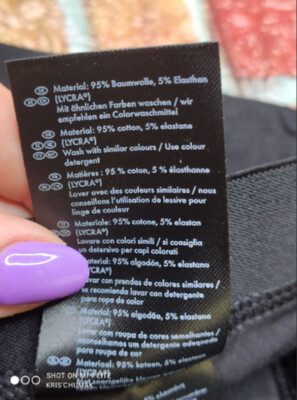 Material: 95% Baumwolle, 5% Elasthan
(LYCRA®)
Mit ähnlichen Farben waschen / wir
empfehlen ein Colorwaschmittel
Material: 95% cotton, 5% elastane
(LYCRA®)
Wash with similar colours / Use colour
detergent
Matières : 95 % coton, 5 % élasthanne
(LYCRA®)
Laver avec des couleurs similaires / nous
conseillons l'utilisation de lessive pour
linge de couleur
Materiale: 95% cotone, 5% elastan
(LYCRA®)
Lavare con colori simili / si consiglia
un detersivo per capi colorati
Material: 95% algodón, 5% elastano
(LYCRA®)
var con prendas de colores similares /
se recomienda lavar con detergente
para ropa de color
Material: 95% algodão, 5% elastano
(LYCRA®)
Lavar com roupa de cores semelhantes /
aconselhamos um detergente adequado
para roupa de cor
Materiaal: 95% katoen, 5% elastaan
(LYCRA®)
SHOT ON MI 9 LITE
KRIS'CHUMAK